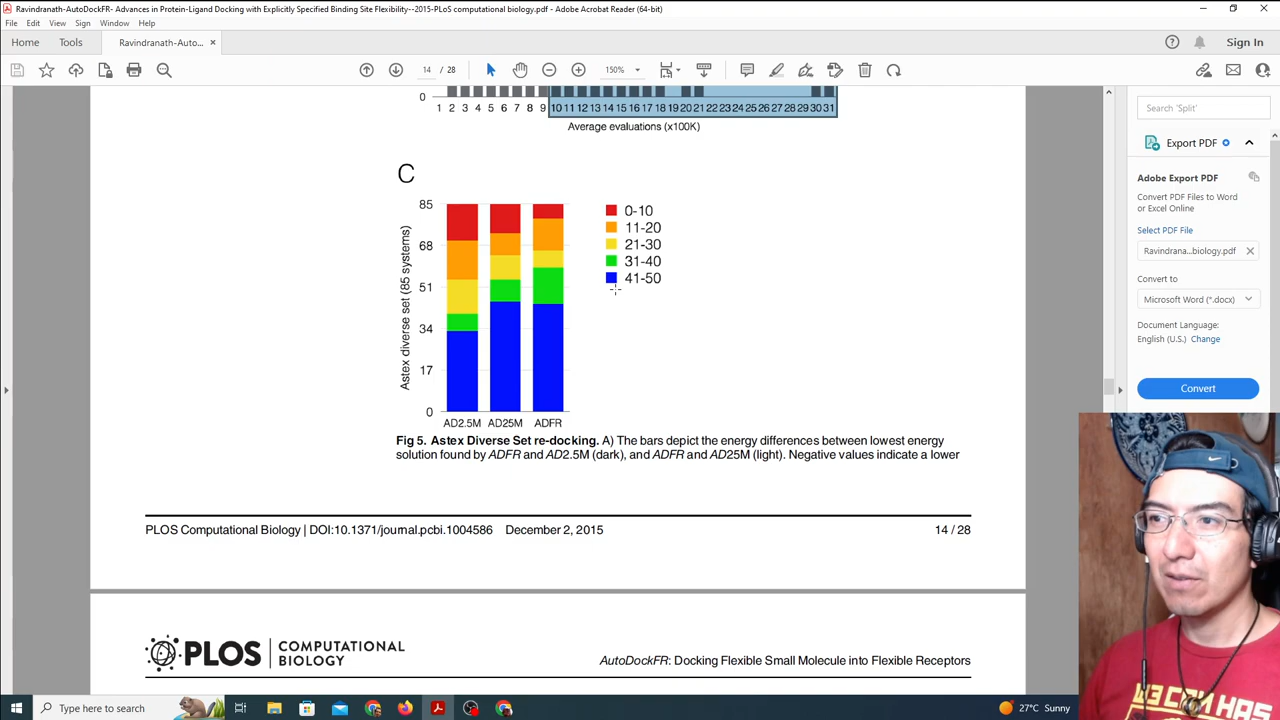 Ravindranath-AutoDockFR- Advances in Protein-Ligand Docking with Explicitly Specified Binding Site Flexibility--2015-PLoS computational biology.pdf - Adobe Acrobat Reader (64-bit)
File Edit View Sign Window Help
Home Tools Ravindranath-Auto... × Sign In
14 / 28 150%
0
1 2 3 4 5 6 7 8 9 10 11 12 13 14 15 16 17 18 19 20 21 22 23 24 25 26 27 28 29 30 31
Average evaluations (x100K)
C
Astex diverse set (85 systems)
85
68
51
34
17
0
AD2.5M AD25M ADFR
0-10
11-20
21-30
31-40
41-50
Fig 5. Astex Diverse Set re-docking. A) The bars depict the energy differences between lowest energy
solution found by ADFR and AD2.5M (dark), and ADFR and AD25M (light). Negative values indicate a lower
PLOS Computational Biology | DOI:10.1371/journal.pcbi.1004586 December 2, 2015 14 / 28
PLOS COMPUTATIONAL
BIOLOGY
AutoDockFR: Docking Flexible Small Molecule into Flexible Receptors
Search 'Split'
Export PDF
Adobe Export PDF
Convert PDF Files to Word
or Excel Online
Select PDF File
Ravindrana...biology.pdf
Convert to
Microsoft Word (*.docx)
Document Language:
English (U.S.) Change
Convert
Type here to search
27°C Sunny